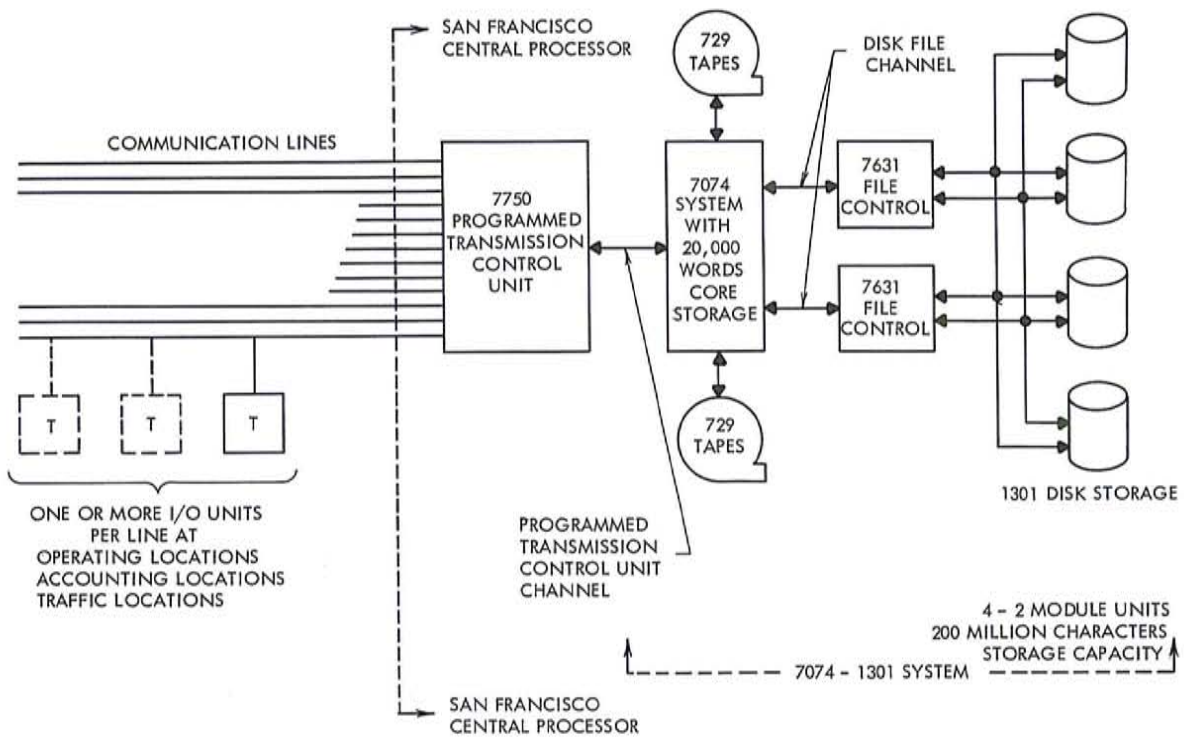 SAN FRANCISCO
CENTRAL PROCESSOR
729
TAPES
DISK FILE
CHANNEL
COMMUNICATION LINES
7750
PROGRAMMED
TRANSMISSION
CONTROL
UNIT
7074
SYSTEM
WITH
20,000
WORDS
CORE
STORAGE
7631
FILE
CONTROL
7631
FILE
CONTROL
T
T
T
729
TAPES
1301 DISK STORAGE
ONE OR MORE I/O UNITS
PER LINE AT
OPERATING LOCATIONS
ACCOUNTING LOCATIONS
TRAFFIC LOCATIONS
PROGRAMMED
TRANSMISSION
CONTROL UNIT
CHANNEL
4 - 2 MODULE UNITS
200 MILLION CHARACTERS
STORAGE CAPACITY
7074 - 1301 SYSTEM
SAN FRANCISCO
CENTRAL PROCESSOR